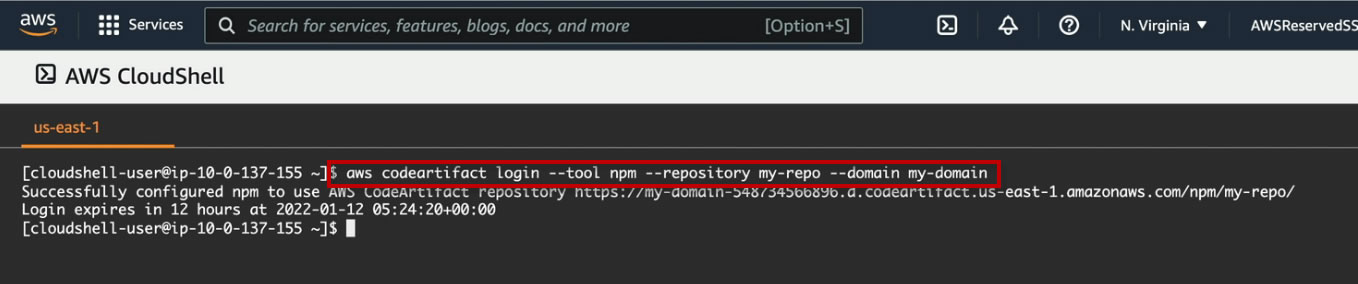 aws Services Search for services, features, blogs, docs, and more [Option+S] N. Virginia ▼ AWSReservedSS
AWS CloudShell
us-east-1
[cloudshell-user@ip-10-0-137-155 ~]$ aws codeartifact login --tool npm --repository my-repo --domain my-domain
Successfully configured npm to use AWS CodeArtifact repository https://my-domain-548734566896.d.codeartifact.us-east-1.amazonaws.com/npm/my-repo/
Login expires in 12 hours at 2022-01-12 05:24:20+00:00
[cloudshell-user@ip-10-0-137-155 ~]$